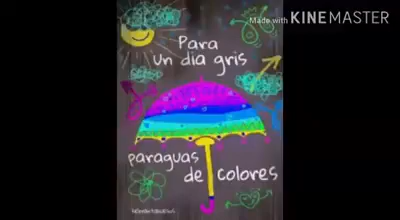 Made with KINEMASTER
Para
un dia gris
paraguas
de colores